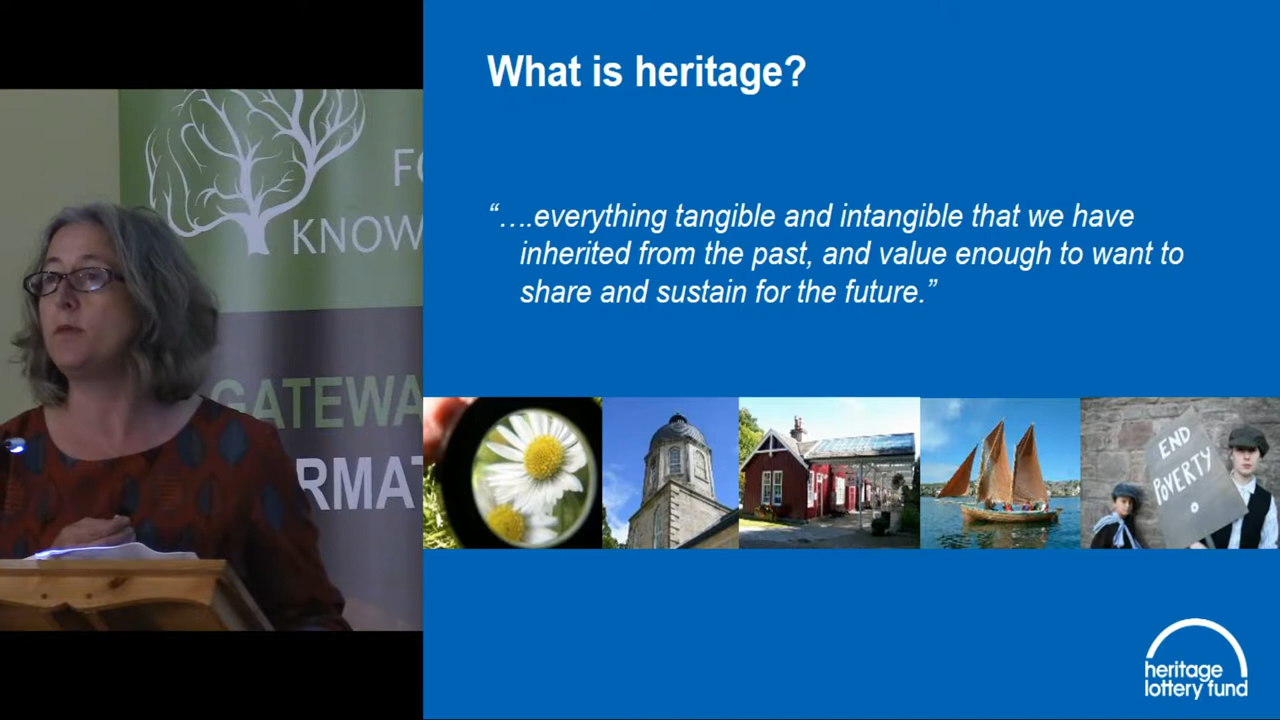 What is heritage?
“….everything tangible and intangible that we have
inherited from the past, and value enough to want to
share and sustain for the future.”
KNOW
GATEWA
RMAT
END
POVERTY
heritage
lottery fund